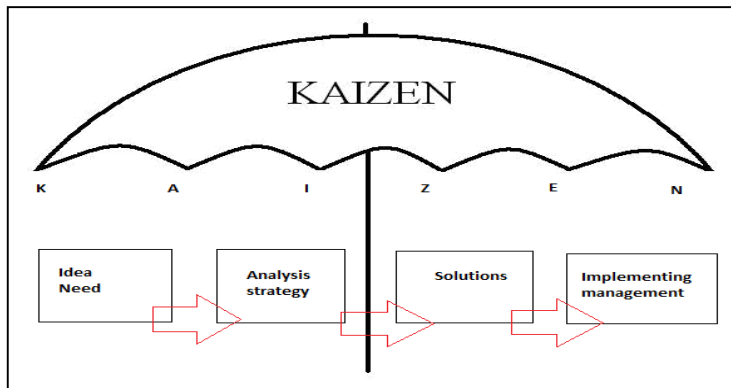 KAIZEN
K A I Z E N
Idea
Need
Analysis
strategy
Solutions
Implementing
management